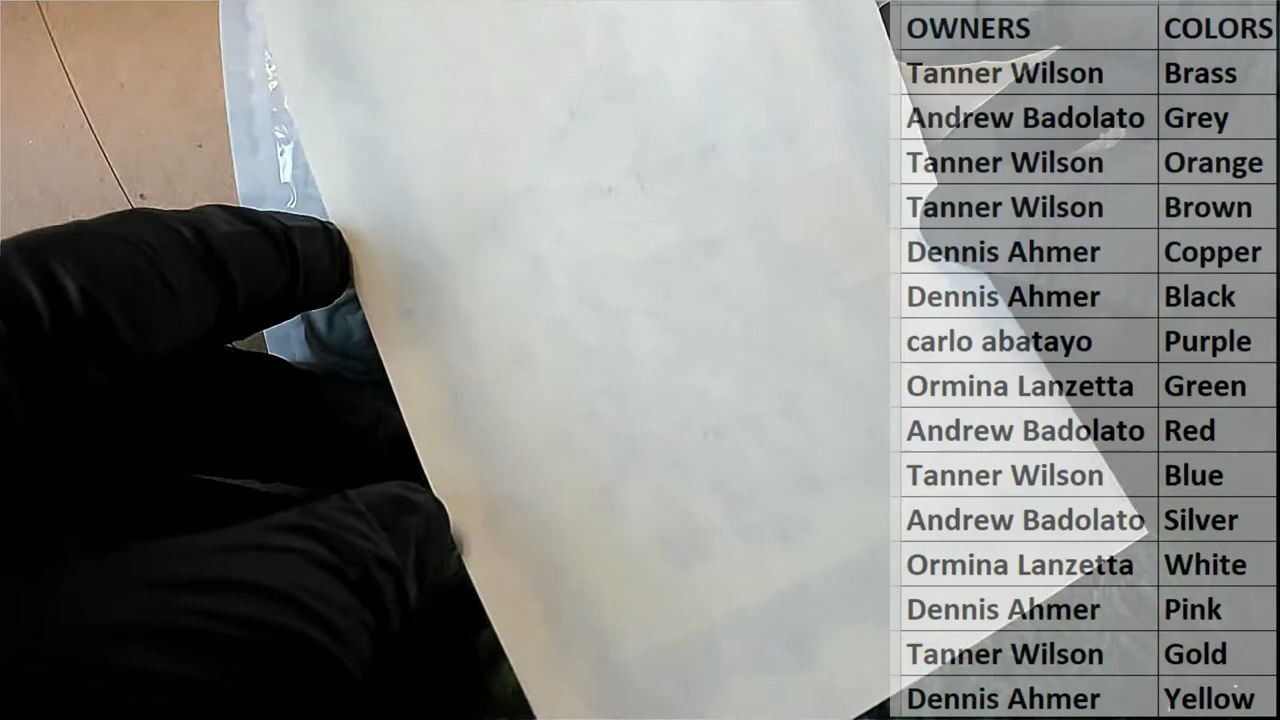 OWNERS COLORS
Tanner Wilson Brass
Andrew Badolato Grey
Tanner Wilson Orange
Tanner Wilson Brown
Dennis Ahmer Copper
Dennis Ahmer Black
carlo abatayo Purple
Ormina Lanzetta Green
Andrew Badolato Red
Tanner Wilson Blue
Andrew Badolato Silver
Ormina Lanzetta White
Dennis Ahmer Pink
Tanner Wilson Gold
Dennis Ahmer Yellow